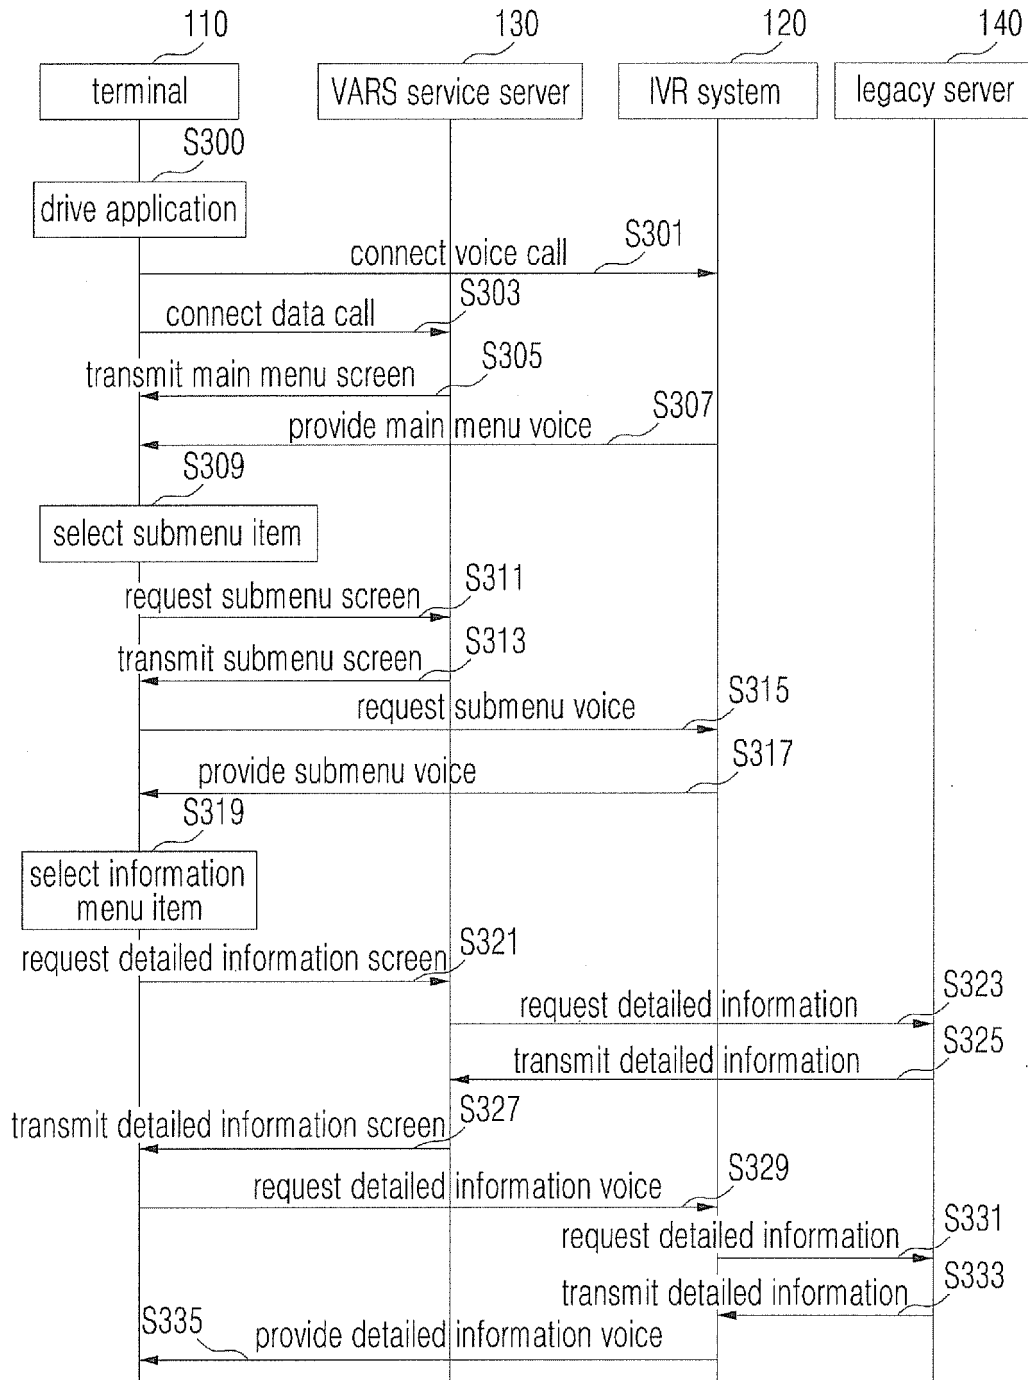 110 130 120 140
terminal VARS service server IVR system legacy server
S300
drive application
S301
connect voice call
S303
connect data call
S305
transmit main menu screen
S307
provide main menu voice
S309
select submenu item
S311
request submenu screen
S313
transmit submenu screen
S315
request submenu voice
S317
provide submenu voice
S319
select information
menu item
S321
request detailed information screen
S323
request detailed information
S325
transmit detailed information
S327
transmit detailed information screen
S329
request detailed information voice
S331
request detailed information
S333
transmit detailed information
S335
provide detailed information voice